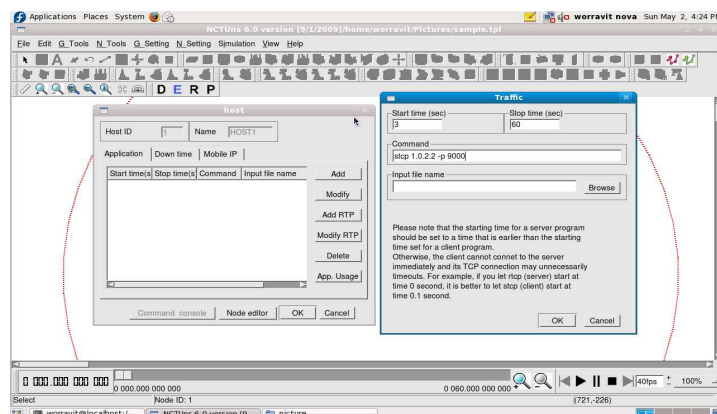 Applications Places System worravit nova Sun May 2, 4:24 P
NCTUns 6.0 version (9/1/2009)/home/worravit/Pictures/sample.tpl
File Edit G_Tools N_Tools G_Setting N_Setting Simulation View Help
D E R P
host
Host ID 1 Name HOST1
Application Down time Mobile IP
Start time(s Stop time(s) Command Input file name
Add
Modify
Add RTP
Modify RTP
Delete
App. Usage
Command console Node editor OK Cancel
Traffic
Start time (sec) Stop time (sec)
3 60
Command
stcp 1.0.2.2 -p 9000
Input file name
Browse
Please note that the starting time for a server program
should be set to a time that is earlier than the starting
time set for a client program.
Otherwise, the client cannot connet to the server
immediately and its TCP connection may unnecessarily
timeouts. For example, if you let rtcp (server) start at
time 0 second, it is better to let stcp (client) start at
time 0.1 second.
OK Cancel
0 000.000 000 000
0 000.000 000 000 0 060.000 000 000 40fps 100%
Select Node ID: 1 (721,-226)
worravit@localhost:/ NCTUns 6.0 version (9 picture